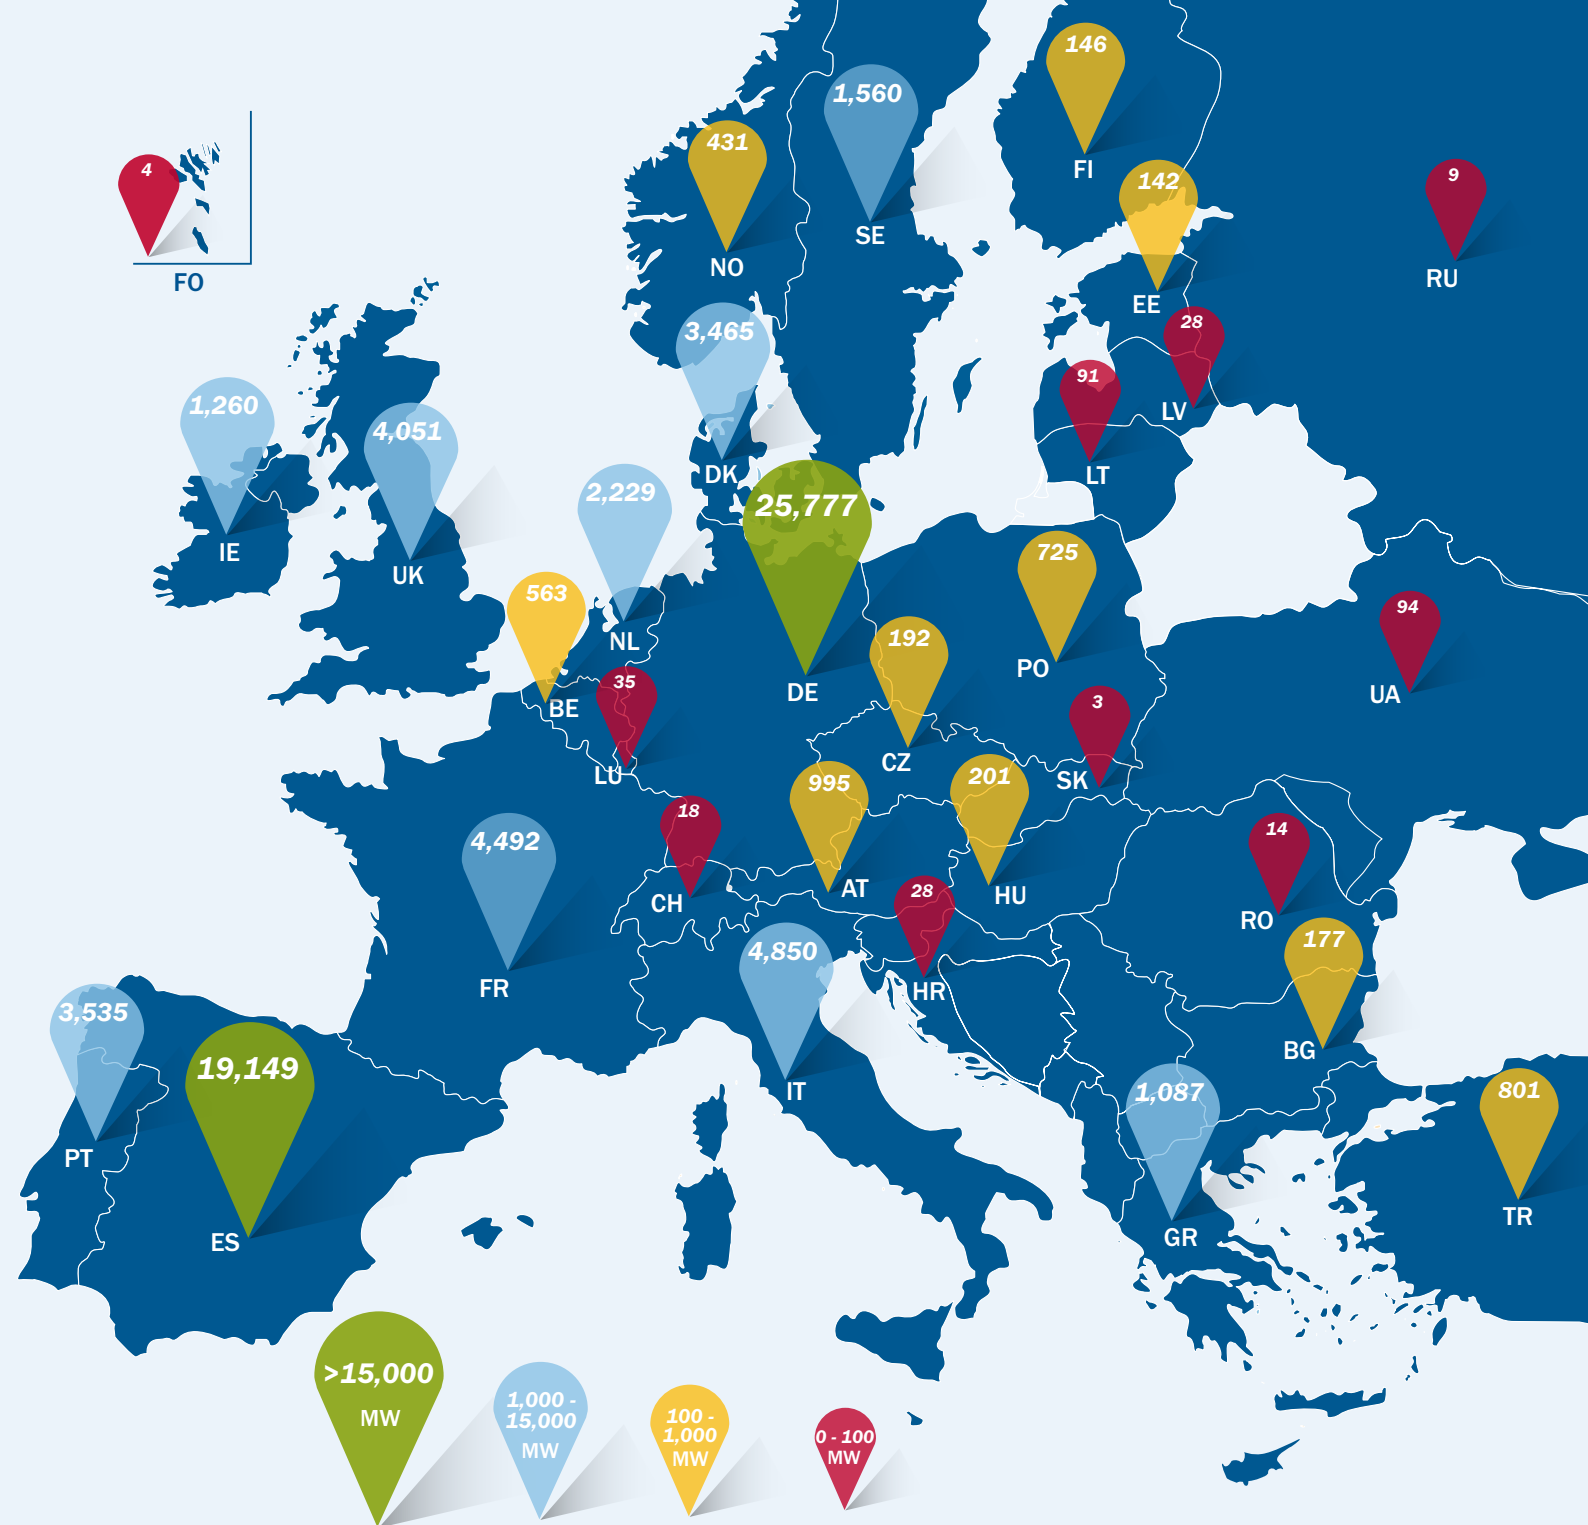 146
FI
1,560
SE
431
NO
142
EE
9
RU
4
FO
28
LV
3,465
DK
91
LT
1,260
IE
4,051
UK
2,229
NL
25,777
DE
725
PO
563
BE
192
CZ
94
UA
35
LU
3
SK
995
AT
201
HU
18
CH
4,492
FR
14
RO
28
HR
177
BG
4,850
IT
3,535
PT
19,149
ES
1,087
GR
801
TR
>15,000
MW
1,000 -
15,000
MW
100 -
1,000
MW
0 - 100
MW